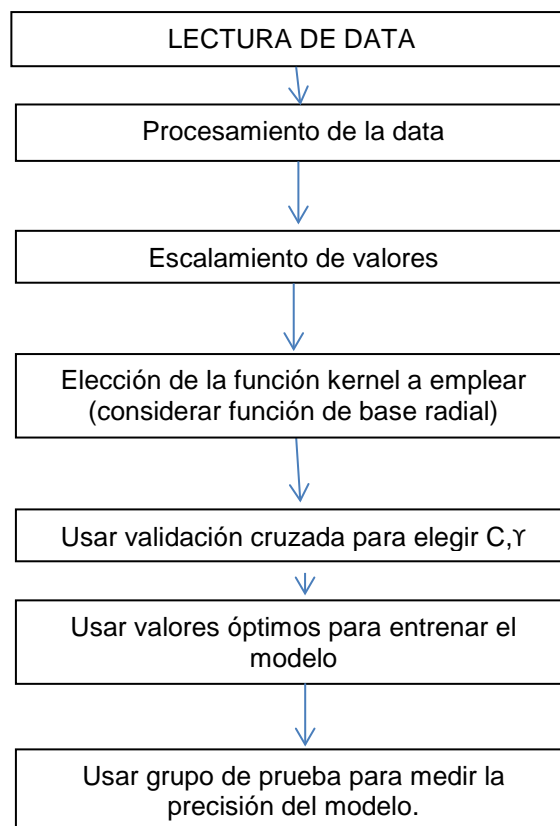 LECTURA DE DATA
Procesamiento de la data
Escalamiento de valores
Elección de la función kernel a emplear
(considerar función de base radial)
Usar validación cruzada para elegir C,ϒ
Usar valores óptimos para entrenar el
modelo
Usar grupo de prueba para medir la
precisión del modelo.